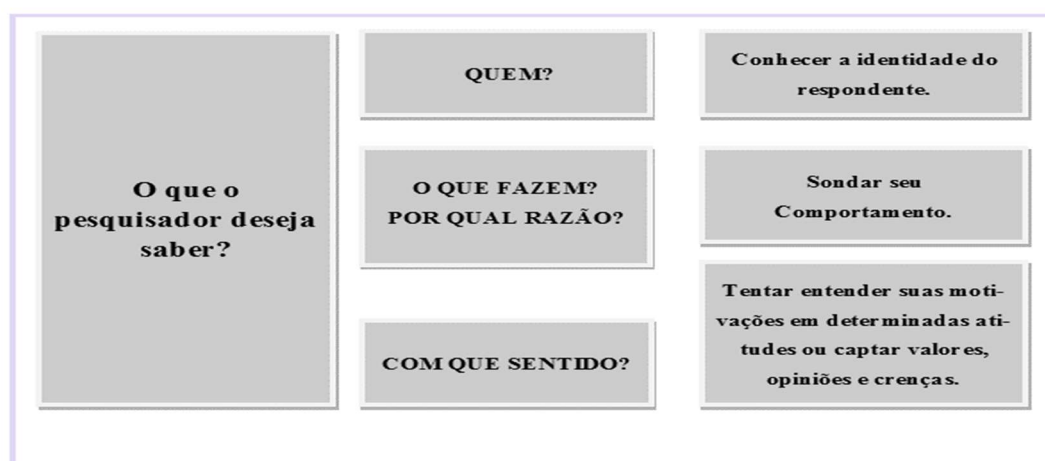 O que o
pesquisador deseja
saber?
QUEM?
Conhecer a identidade do
respondente.
O QUE FAZEM?
POR QUAL RAZÃO?
Sondar seu
Comportamento.
COM QUE SENTIDO?
Tentar entender suas moti-
vações em determinadas ati-
tudes ou captar valores,
opiniões e crenças.